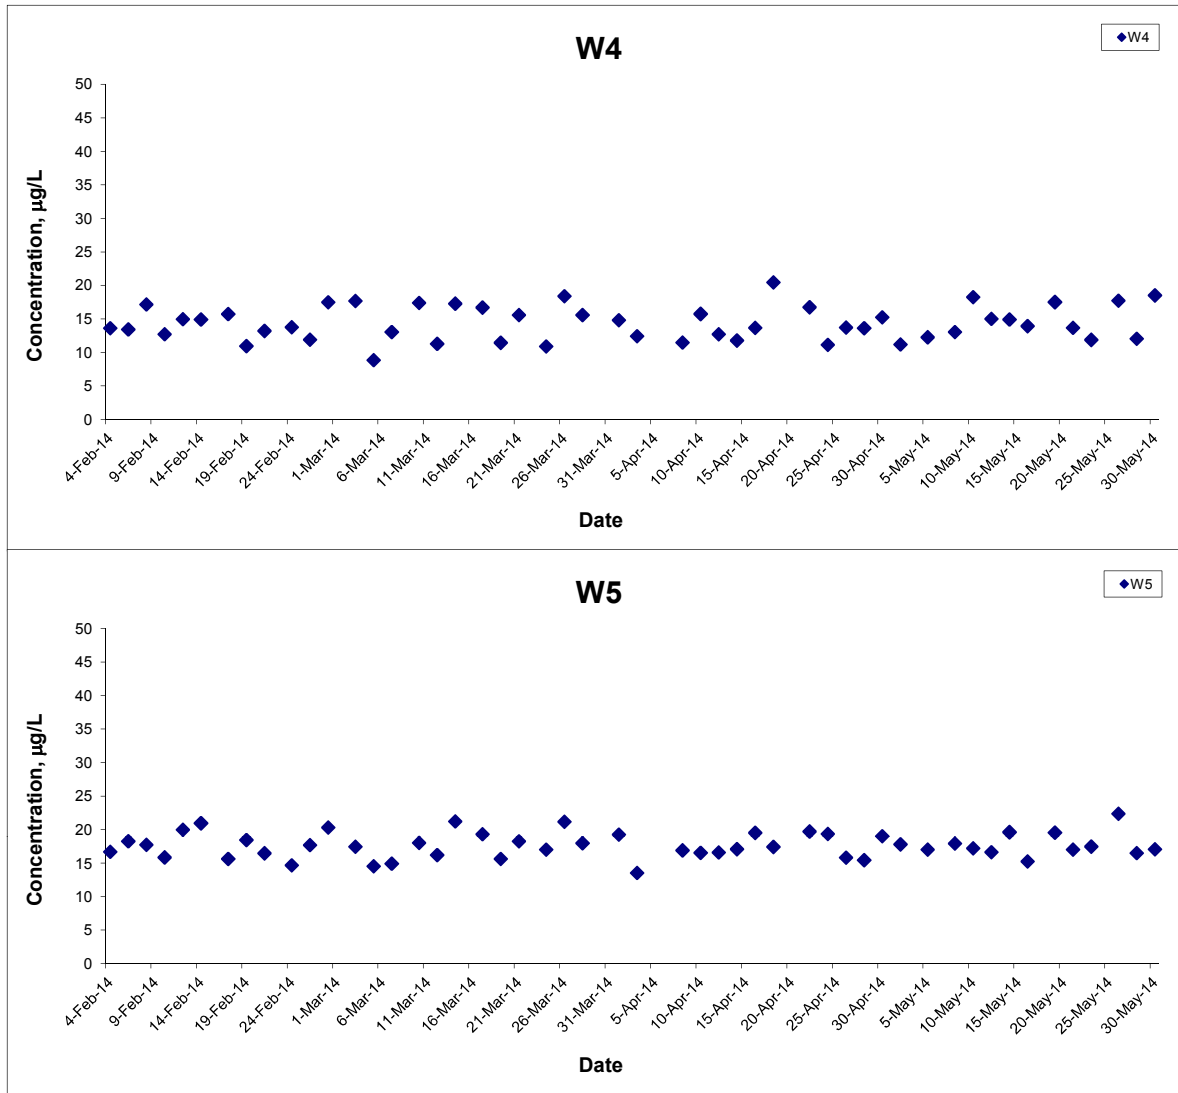 W4
W4
50
45
40
35
30
25
20
15
10
5
0
Concentration, µg/L
4-Feb-14 9-Feb-14 14-Feb-14 19-Feb-14 24-Feb-14 1-Mar-14 6-Mar-14 11-Mar-14 16-Mar-14 21-Mar-14 26-Mar-14 31-Mar-14 5-Apr-14 10-Apr-14 15-Apr-14 20-Apr-14 25-Apr-14 30-Apr-14 5-May-14 10-May-14 15-May-14 20-May-14 25-May-14 30-May-14
Date
W5
W5
50
45
40
35
30
25
20
15
10
5
0
Concentration, µg/L
4-Feb-14 9-Feb-14 14-Feb-14 19-Feb-14 24-Feb-14 1-Mar-14 6-Mar-14 11-Mar-14 16-Mar-14 21-Mar-14 26-Mar-14 31-Mar-14 5-Apr-14 10-Apr-14 15-Apr-14 20-Apr-14 25-Apr-14 30-Apr-14 5-May-14 10-May-14 15-May-14 20-May-14 25-May-14 30-May-14
Date